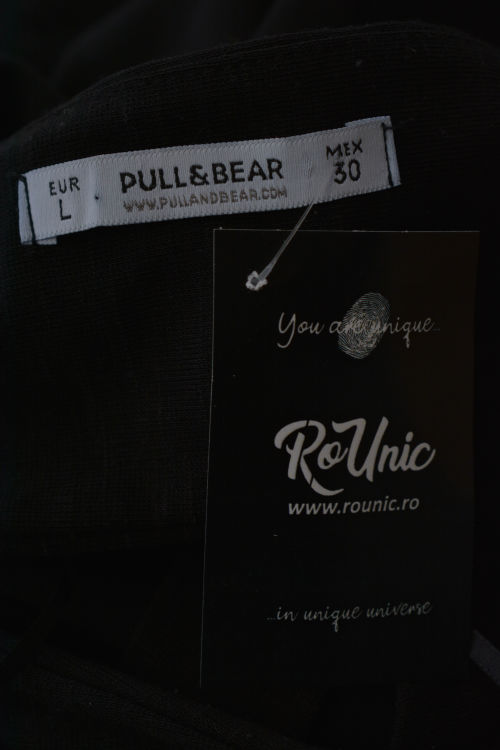 EUR
L
PULL&BEAR
WWW.PULLANDBEAR.COM
MEX
30
You are unique...
RoUnic
www.rounic.ro
...in unique universe